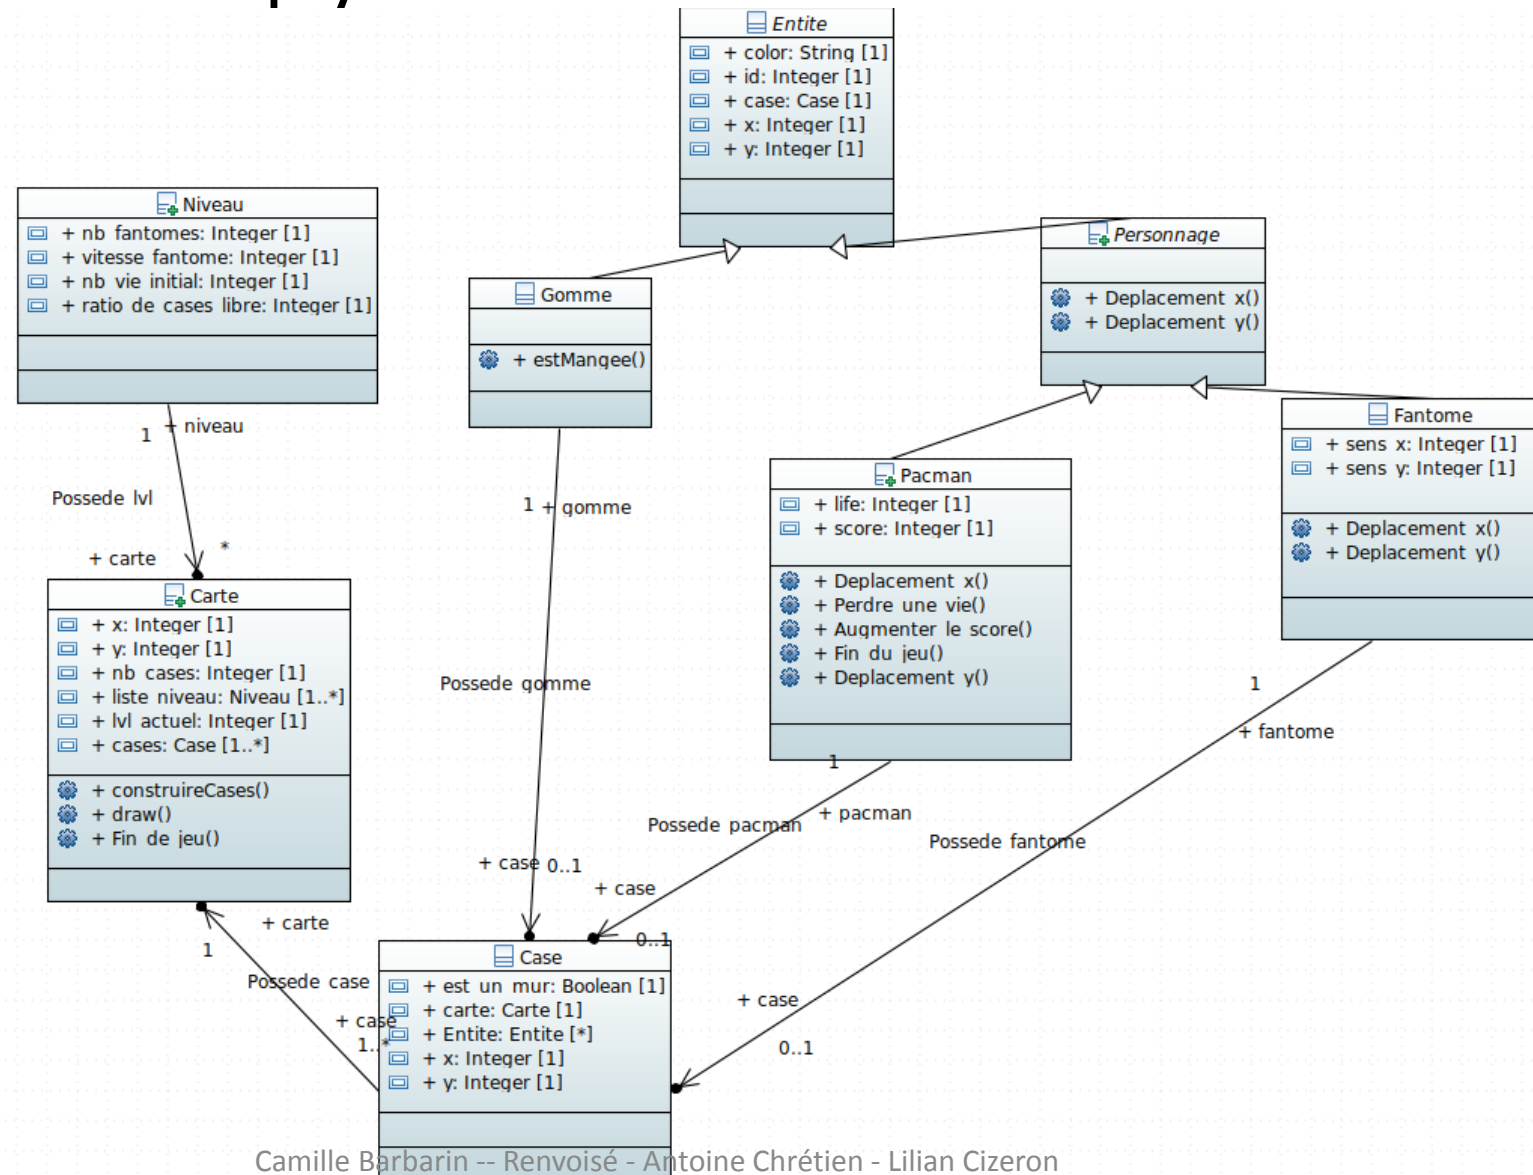 Entite
+ color: String [1]
+ id: Integer [1]
+ case: Case [1]
+ x: Integer [1]
+ y: Integer [1]
Niveau
+ nb fantomes: Integer [1]
+ vitesse fantome: Integer [1]
+ nb vie initial: Integer [1]
+ ratio de cases libre: Integer [1]
Personnage
+ Deplacement x()
+ Deplacement y()
Gomme
+ estMangee()
Fantome
+ sens x: Integer [1]
+ sens y: Integer [1]
+ Deplacement x()
+ Deplacement y()
1
+ niveau
Possede lvl
+ carte
*
Pacman
+ life: Integer [1]
+ score: Integer [1]
+ Deplacement x()
+ Perdre une vie()
+ Augmenter le score()
+ Fin du jeu()
+ Deplacement y()
1
+ gomme
Possede gomme
+ case
0..1
Carte
+ x: Integer [1]
+ y: Integer [1]
+ nb cases: Integer [1]
+ liste niveau: Niveau [1..*]
+ lvl actuel: Integer [1]
+ cases: Case [1..*]
+ construireCases()
+ draw()
+ Fin de jeu()
1
+ pacman
Possede pacman
+ case
0..1
1
+ fantome
Possede fantome
+ case
0..1
+ carte
1
Possede case
+ case
1..*
Case
+ est un mur: Boolean [1]
+ carte: Carte [1]
+ Entite: Entite [*]
+ x: Integer [1]
+ y: Integer [1]
Camille Barbarin -- Renvoisé - Antoine Chrétien - Lilian Cizeron